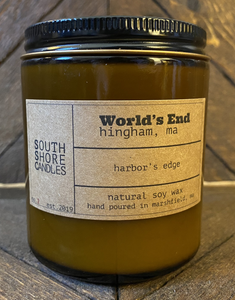 SOUTH
SHORE
CANDLES
est.2019
World's End
hingham, ma
harbor's edge
natural soy wax
hand poured in marshfield, ma